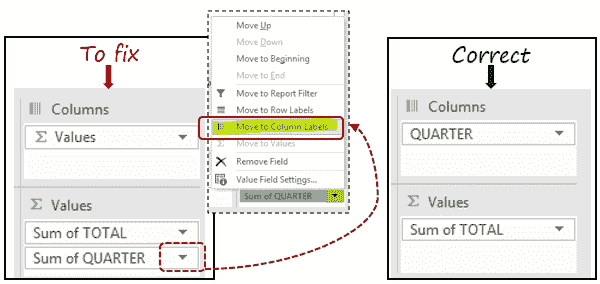 To fix
Columns
Σ Values
Σ Values
Sum of TOTAL
Sum of QUARTER
Move Up
Move Down
Move to Beginning
Move to End
Move to Report Filter
Move to Row Labels
Move to Column Labels
Σ Move to Values
Remove Field
Value Field Settings...
Sum of QUARTER
Correct
Columns
QUARTER
Σ Values
Sum of TOTAL